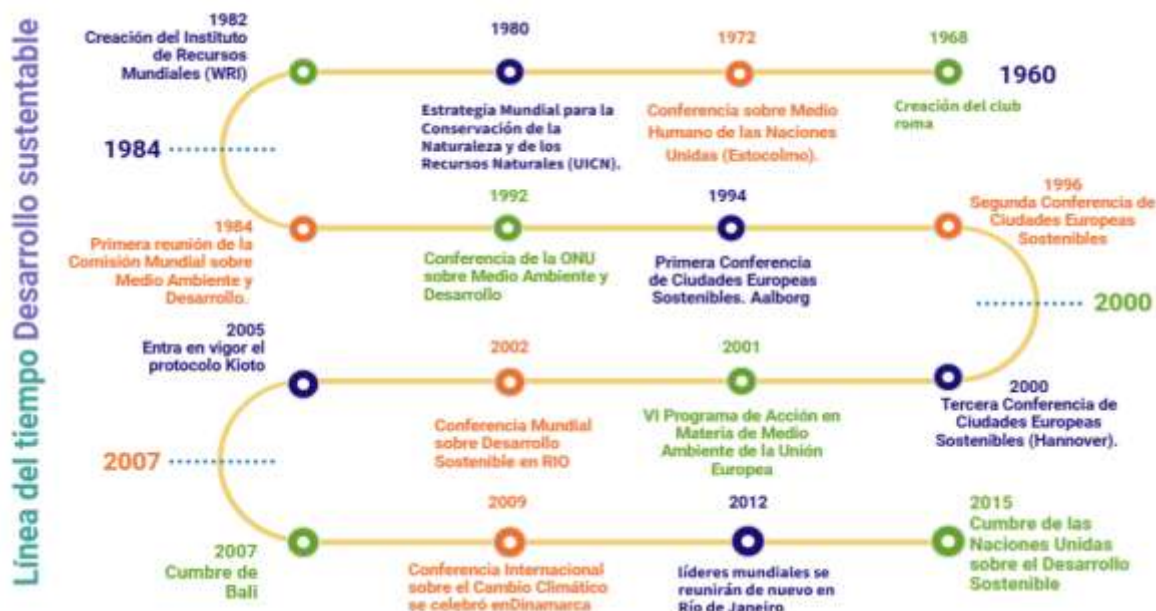 Línea del tiempo Desarrollo sustentable
1960
1968
Creación del club
roma
1972
Conferencia sobre Medio
Humano de las Naciones
Unidas (Estocolmo).
1980
Estrategia Mundial para la
Conservación de la
Naturaleza y de los
Recursos Naturales (UICN).
1982
Creación del Instituto
de Recursos
Mundiales (WRI)
1984
1984
Primera reunión de la
Comisión Mundial sobre
Medio Ambiente y
Desarrollo.
1992
Conferencia de la ONU
sobre Medio Ambiente y
Desarrollo
1994
Primera Conferencia
de Ciudades Europeas
Sostenibles. Aalborg
1996
Segunda Conferencia de
Ciudades Europeas
Sostenibles
2000
2000
Tercera Conferencia de
Ciudades Europeas
Sostenibles (Hannover).
2001
VI Programa de Acción en
Materia de Medio
Ambiente de la Unión
Europea
2002
Conferencia Mundial
sobre Desarrollo
Sostenible en RIO
2005
Entra en vigor el
protocolo Kioto
2007
2007
Cumbre de
Bali
2009
Conferencia Internacional
sobre el Cambio Climático
se celebró enDinamarca
2012
líderes mundiales se
reunirán de nuevo en
Río de Janeiro
2015
Cumbre de las
Naciones Unidas
sobre el Desarrollo
Sostenible